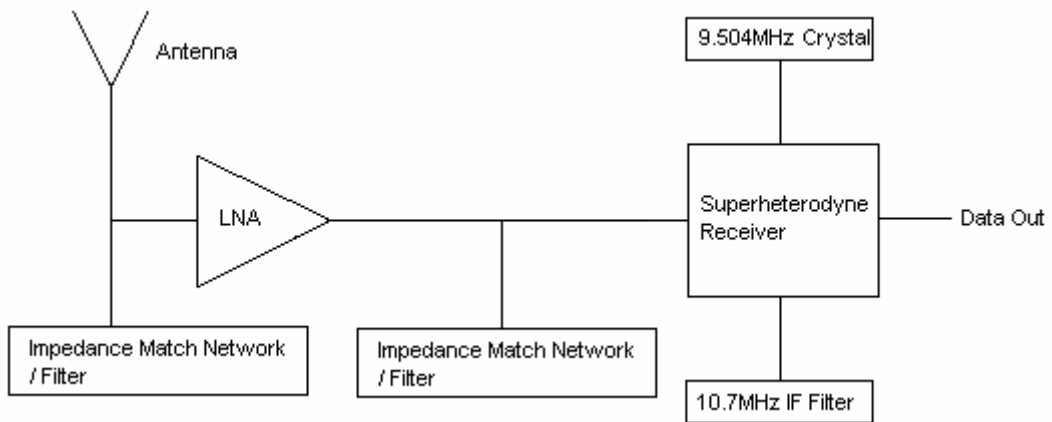 Antenna
9.504MHz Crystal
LNA
Superheterodyne
Receiver
Data Out
Impedance Match Network
/ Filter
Impedance Match Network
/ Filter
10.7MHz IF Filter